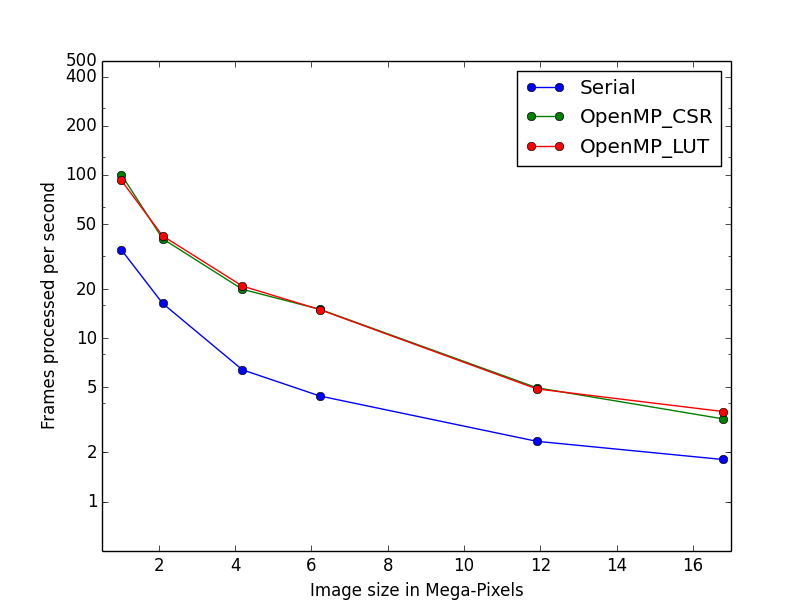 500
400
200
100
50
20
10
5
2
1
Frames processed per second
Serial
OpenMP_CSR
OpenMP_LUT
2 4 6 8 10 12 14 16
Image size in Mega-Pixels